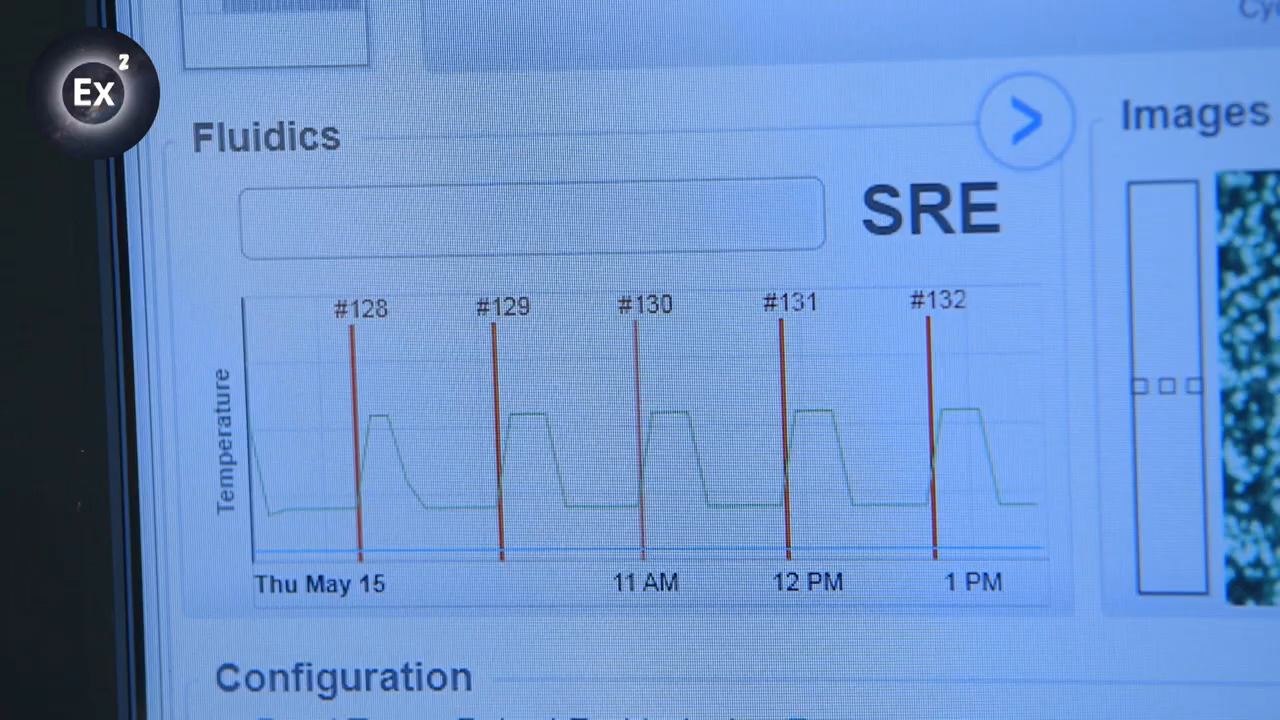 Ex²
Fluidics
Images
SRE
#128 #129 #130 #131 #132
Temperature
Thu May 15 11 AM 12 PM 1 PM
Configuration